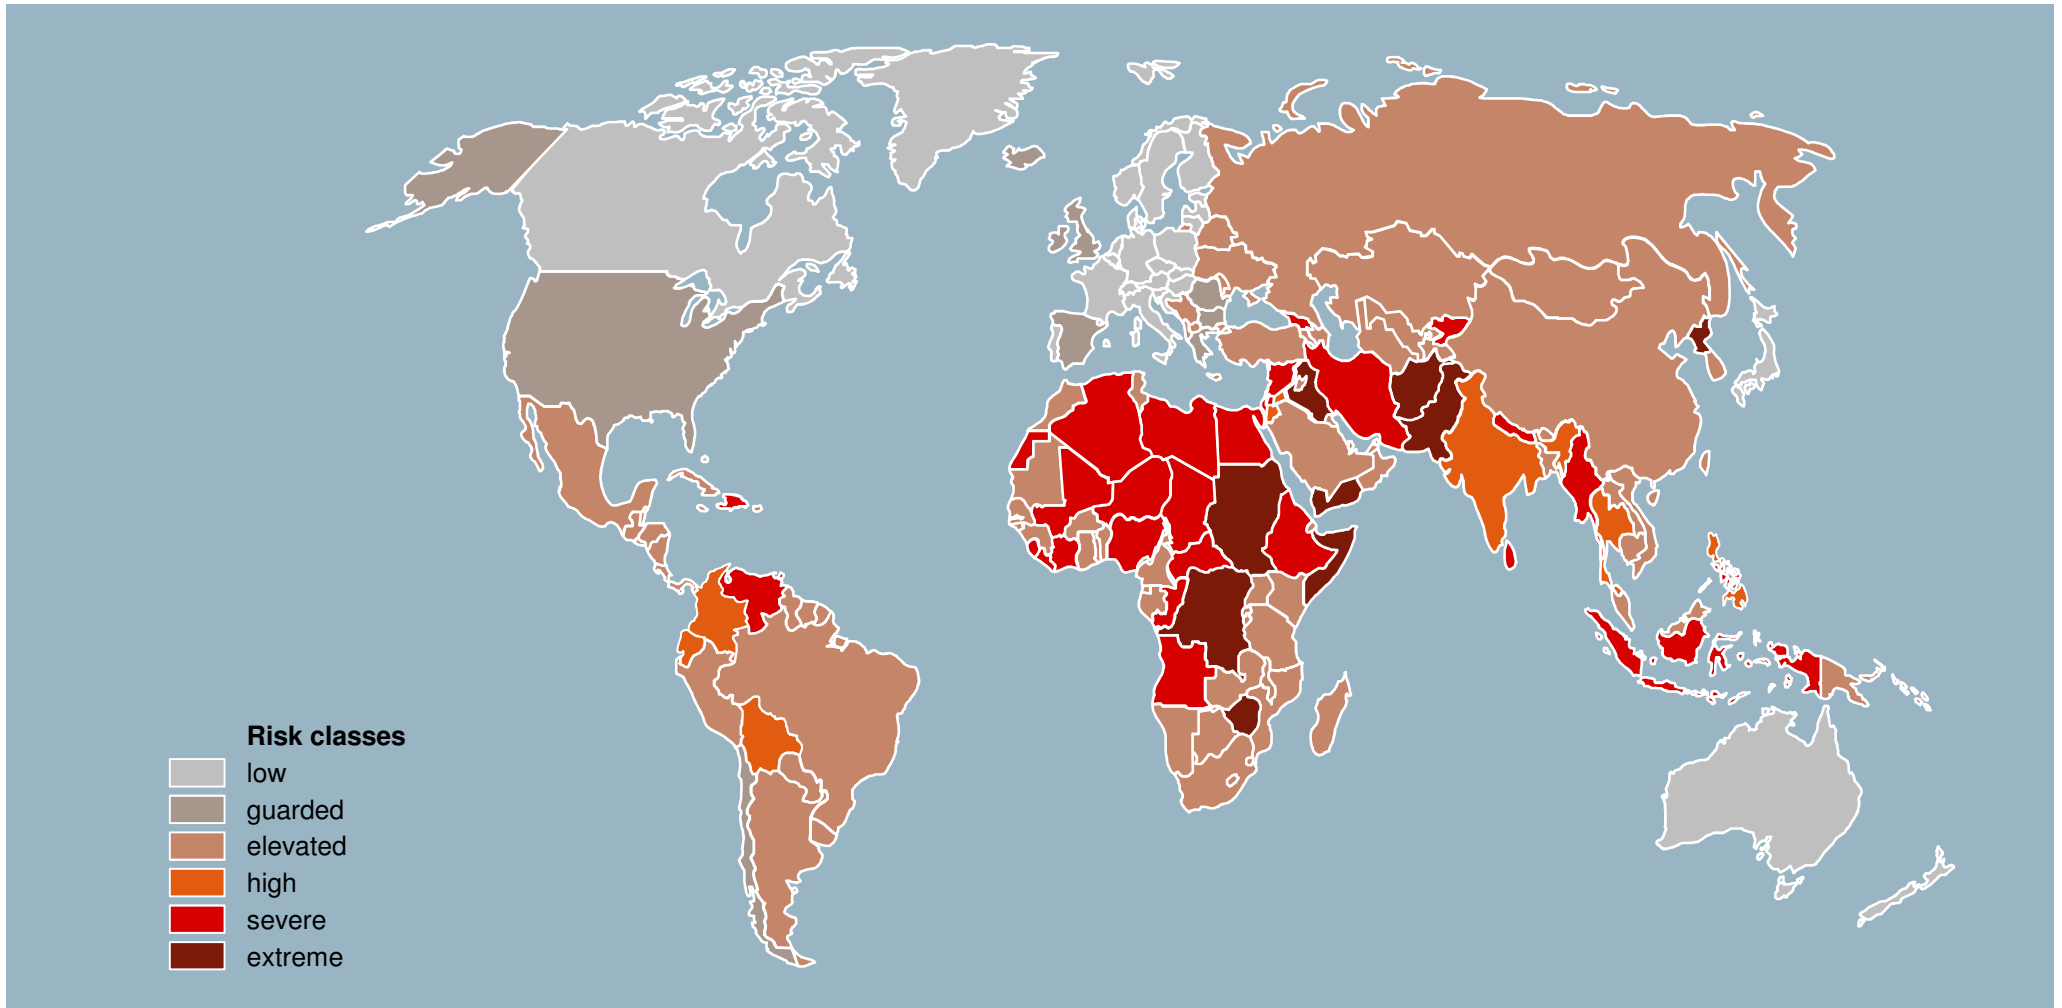 Risk classes
low
guarded
elevated
high
severe
extreme